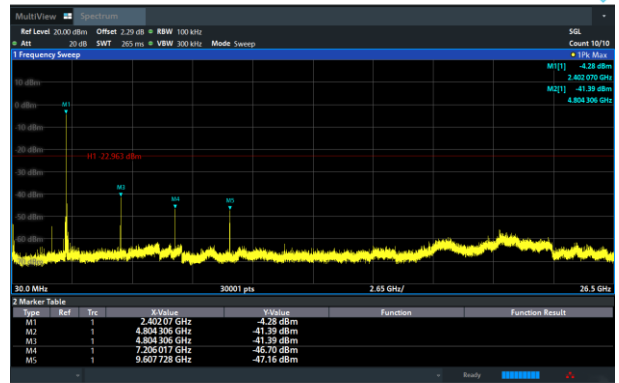 MultiView Spectrum
Ref Level 20.00 dBm Offset 2.29 dB RBW 100 kHz SGL
Att 20 dB SWT 265 ms VBW 300 kHz Mode Sweep Count 10/10
1 Frequency Sweep 1Pk Max
M1[1] -4.28 dBm
2.402 070 GHz
M2[1] -41.39 dBm
4.804 306 GHz
10 dBm
0 dBm
M1
-10 dBm
-20 dBm
H1 -22.963 dBm
-30 dBm
M3
-40 dBm
M4 M5
-50 dBm
-60 dBm
30.0 MHz 30001 pts 2.65 GHz/ 26.5 GHz
2 Marker Table
Type Ref Trc X-Value Y-Value Function Function Result
M1 1 2.402 07 GHz -4.28 dBm
M2 1 4.804 306 GHz -41.39 dBm
M3 1 4.804 306 GHz -41.39 dBm
M4 1 7.206 017 GHz -46.70 dBm
M5 1 9.607 728 GHz -47.16 dBm
Ready